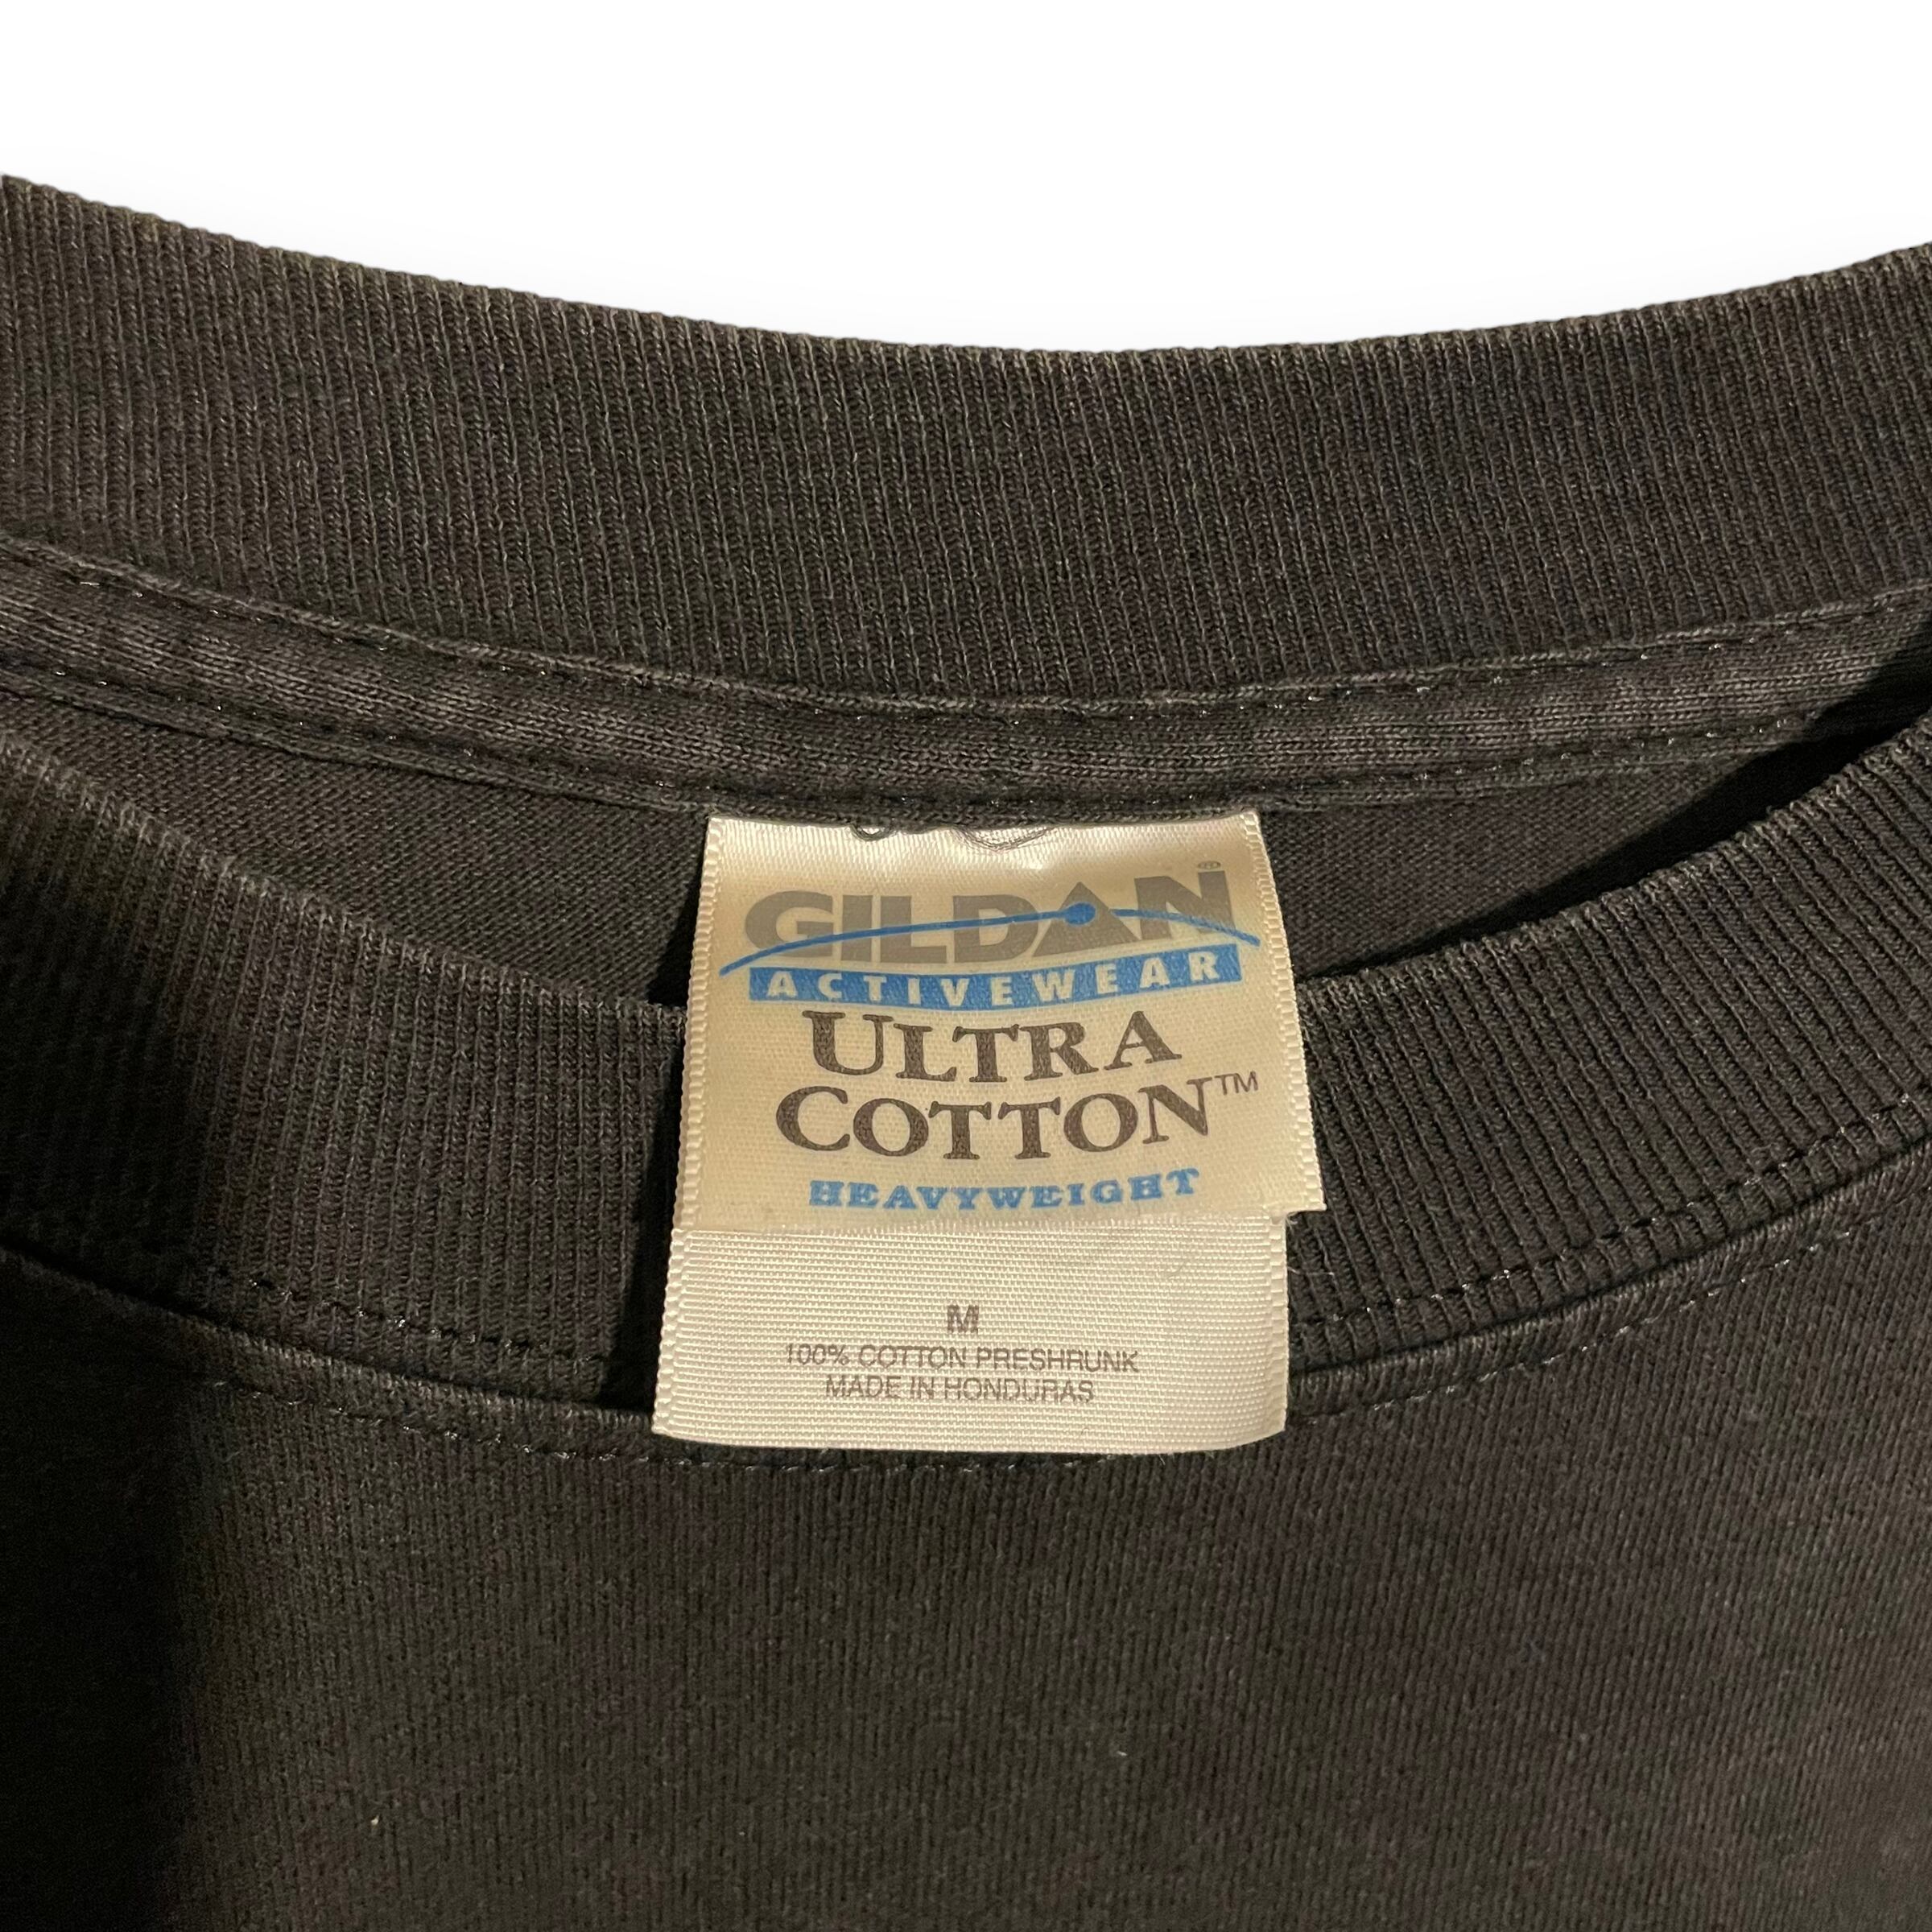 GILDAN®
ACTIVEWEAR
ULTRA
COTTON™
HEAVYWEIGHT
M
100% COTTON PRESHRUNK
MADE IN HONDURAS